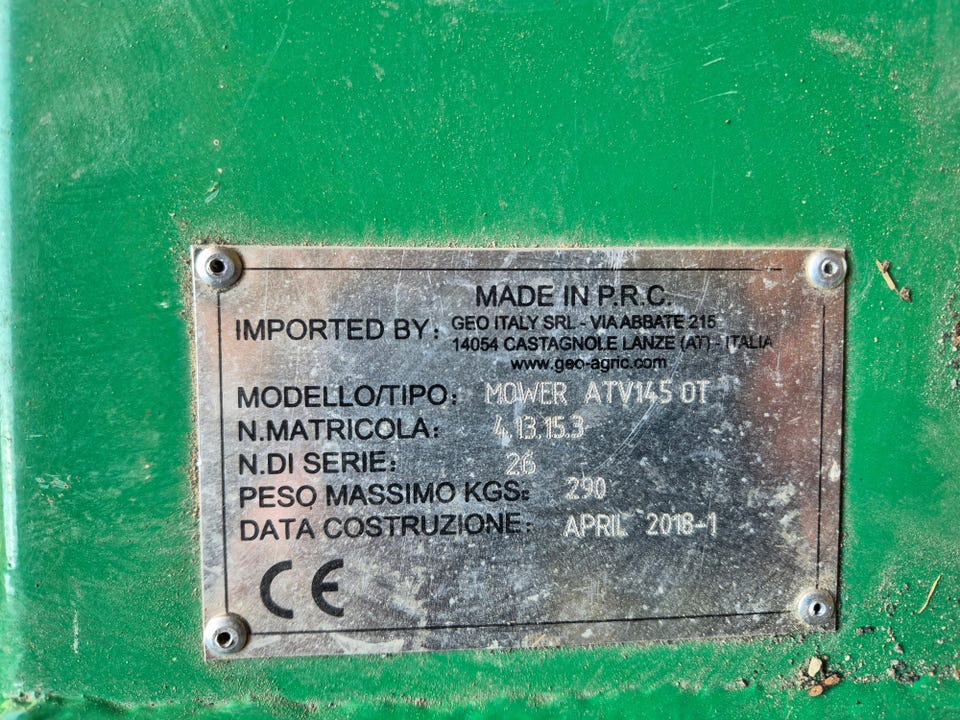 MADE IN P.R.C.
IMPORTED BY: GEO ITALY SRL - VIA ABBATE 215
14054 CASTAGNOLE LANZE (AT) - ITALIA
www.geo-agric.com
MODELLO/TIPO: MOWER ATV145 OT
N.MATRICOLA: 4.13.15.3
N.DI SERIE: 26
PESO MASSIMO KGS: 290
DATA COSTRUZIONE: APRIL 2018-1
CE